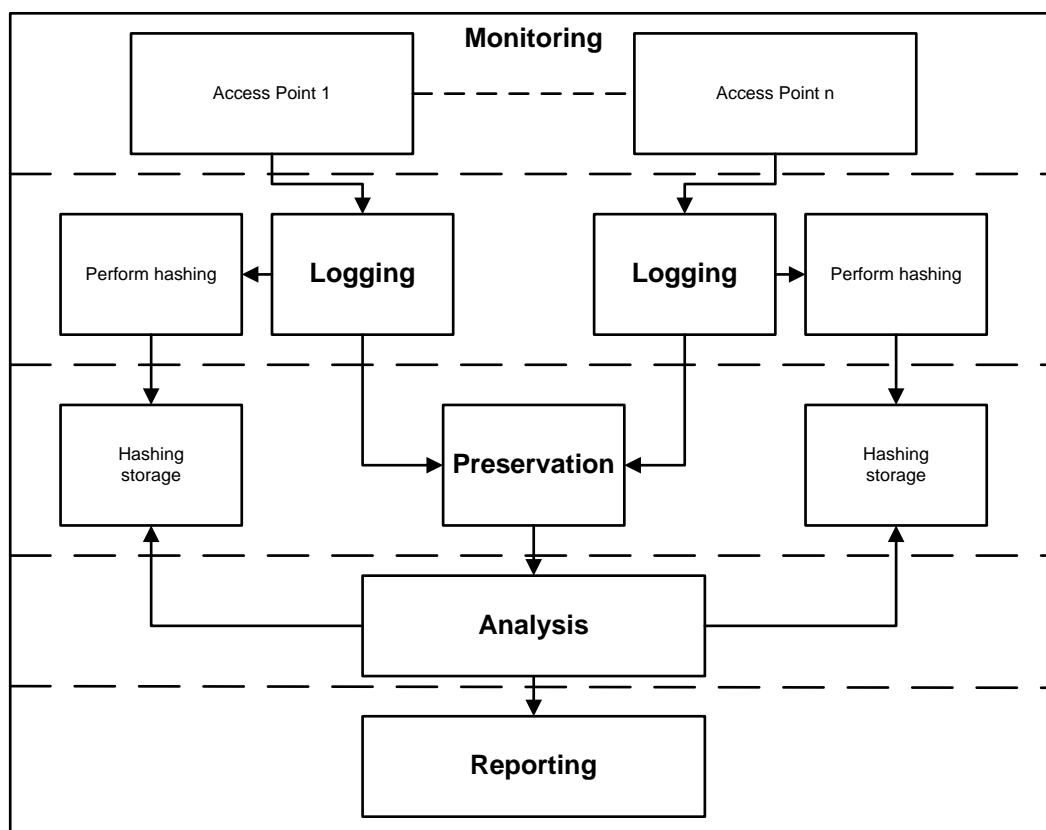 Monitoring
Access Point 1
Access Point n
Perform hashing
Logging
Logging
Perform hashing
Hashing
storage
Preservation
Hashing
storage
Analysis
Reporting